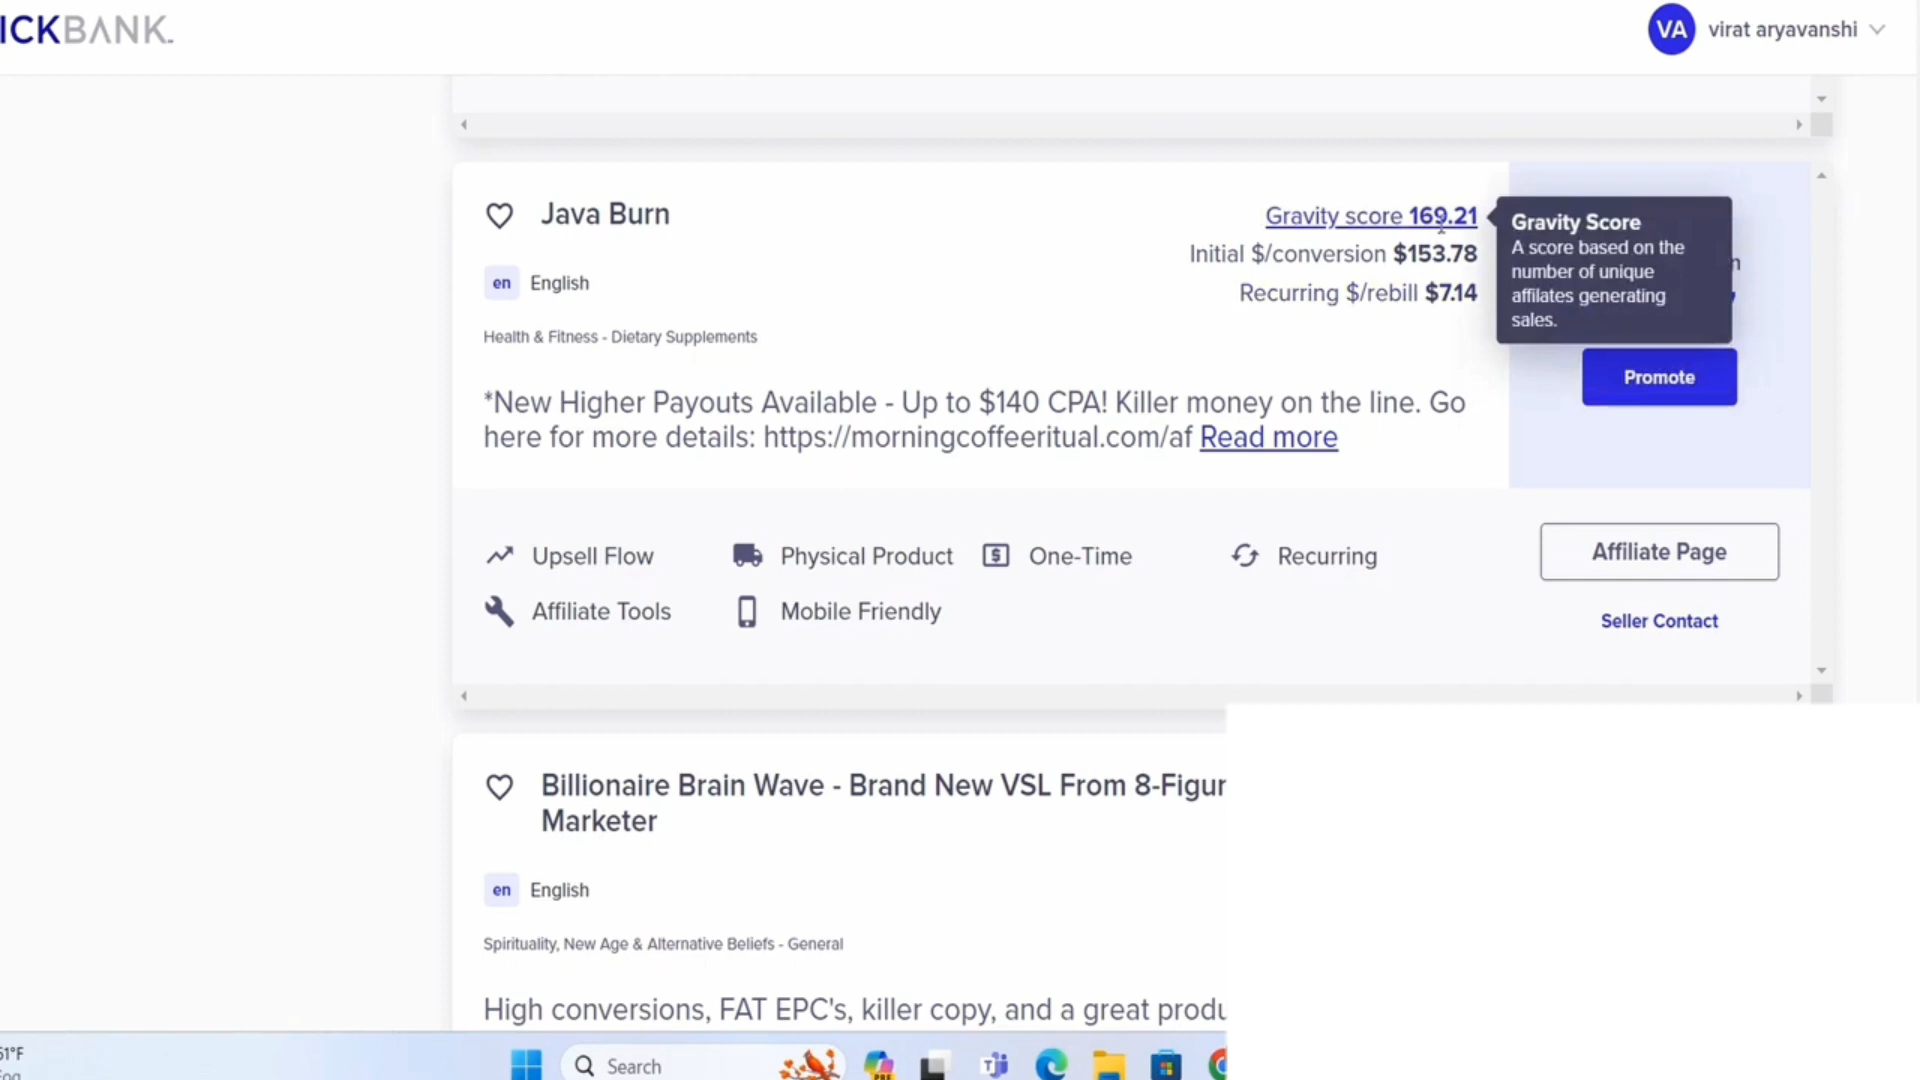 ICKBANK
VA virat aryavanshi
Java Burn
Gravity score 169.21
Initial $/conversion $153.78
Recurring $/rebill $7.14
Gravity Score
A score based on the
number of unique
affilates generating
sales.
en English
Health & Fitness - Dietary Supplements
Promote
*New Higher Payouts Available - Up to $140 CPA! Killer money on the line. Go
here for more details: https://morningcoffeeritual.com/af Read more
Upsell Flow
Physical Product
One-Time
Recurring
Affiliate Page
Affiliate Tools
Mobile Friendly
Seller Contact
Billionaire Brain Wave - Brand New VSL From 8-Figur
Marketer
en English
Spirituality, New Age & Alternative Beliefs - General
High conversions, FAT EPC's, killer copy, and a great produ
Search
PRE